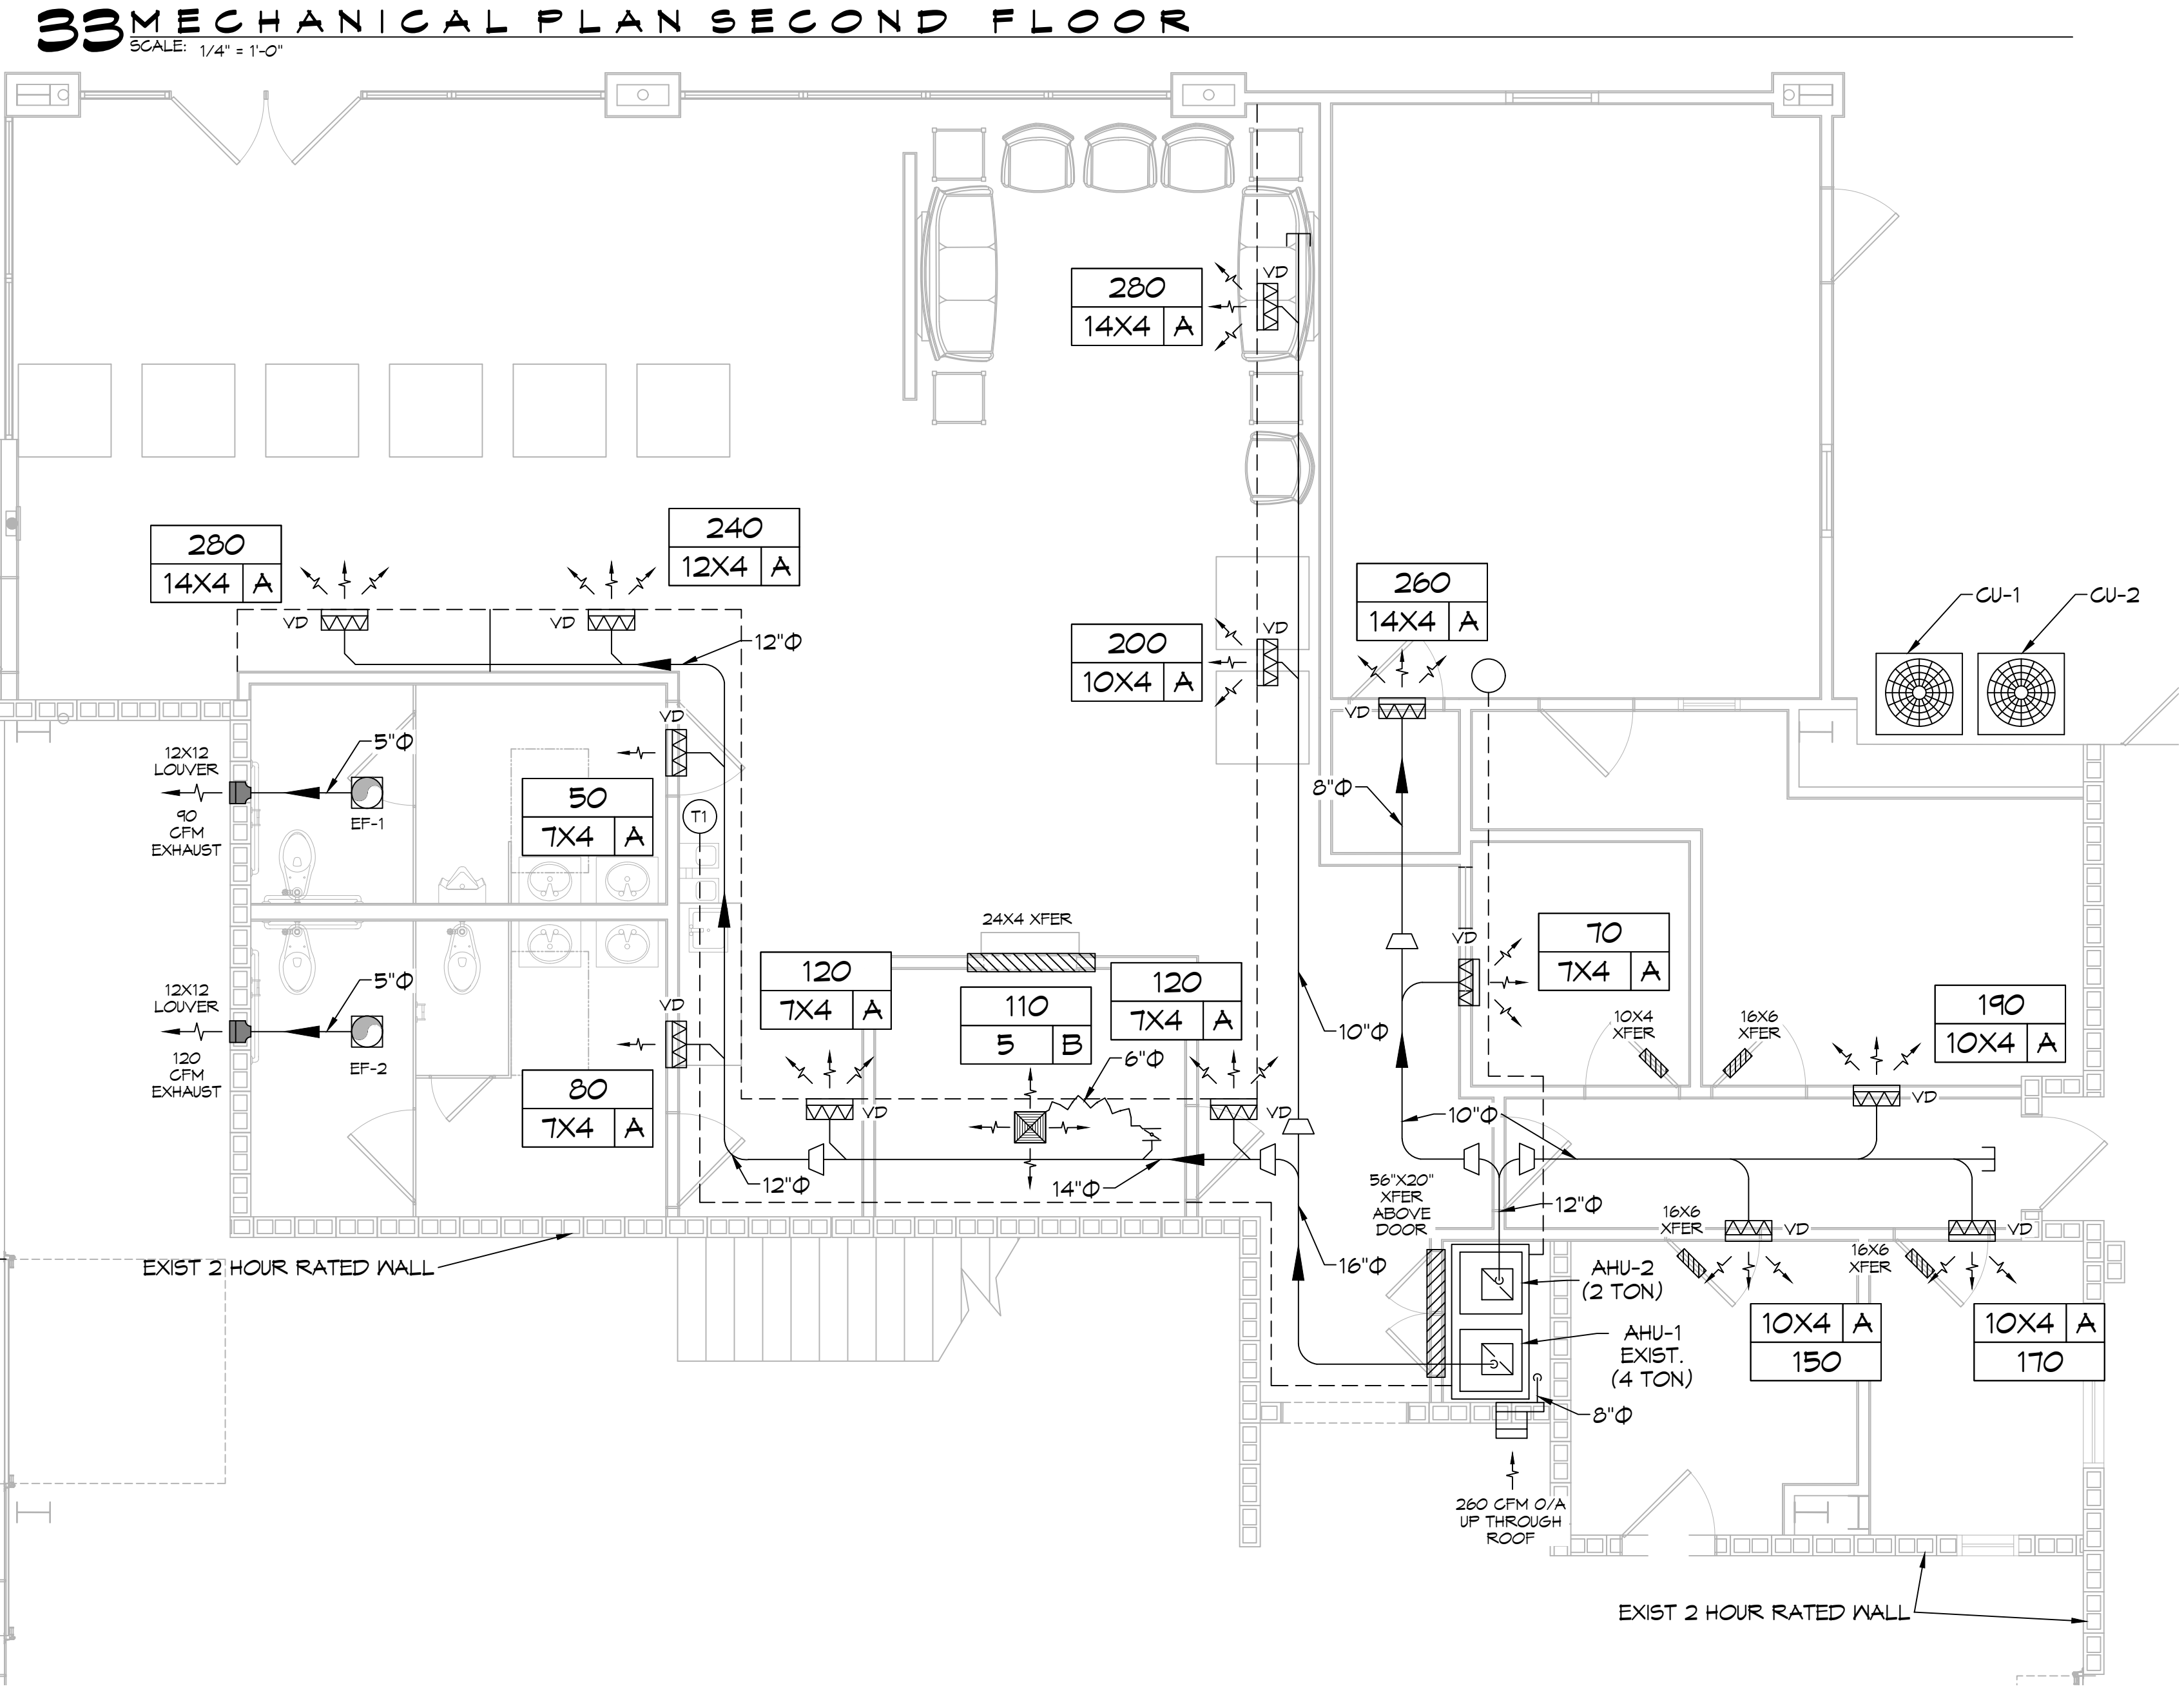 33 MECHANICAL PLAN SECOND FLOOR
SCALE: 1/4" = 1'-0"
280
14X4 A
VD
280
14X4 A
240
12X4 A
VD
VD
12"Φ
200
10X4 A
VD
260
14X4 A
VD
CU-1
CU-2
VD
5"Φ
12X12
LOUVER
90
CFM
EXHAUST
EF-1
50
7X4 A
T1
8"Φ
24X4 XFER
70
7X4 A
VD
120
7X4 A
110
5 B
120
7X4 A
5"Φ
12X12
LOUVER
120
CFM
EXHAUST
EF-2
VD
80
7X4 A
6"Φ
VD
VD
10"Φ
10X4
XFER
16X6
XFER
190
10X4 A
VD
10"Φ
12"Φ
14"Φ
56"X20"
XFER
ABOVE
DOOR
12"Φ
16X6
XFER
VD
16X6
XFER
VD
EXIST 2 HOUR RATED WALL
16"Φ
AHU-2
(2 TON)
AHU-1
EXIST.
(4 TON)
10X4 A
150
10X4 A
170
8"Φ
260 CFM O/A
UP THROUGH
ROOF
EXIST 2 HOUR RATED WALL